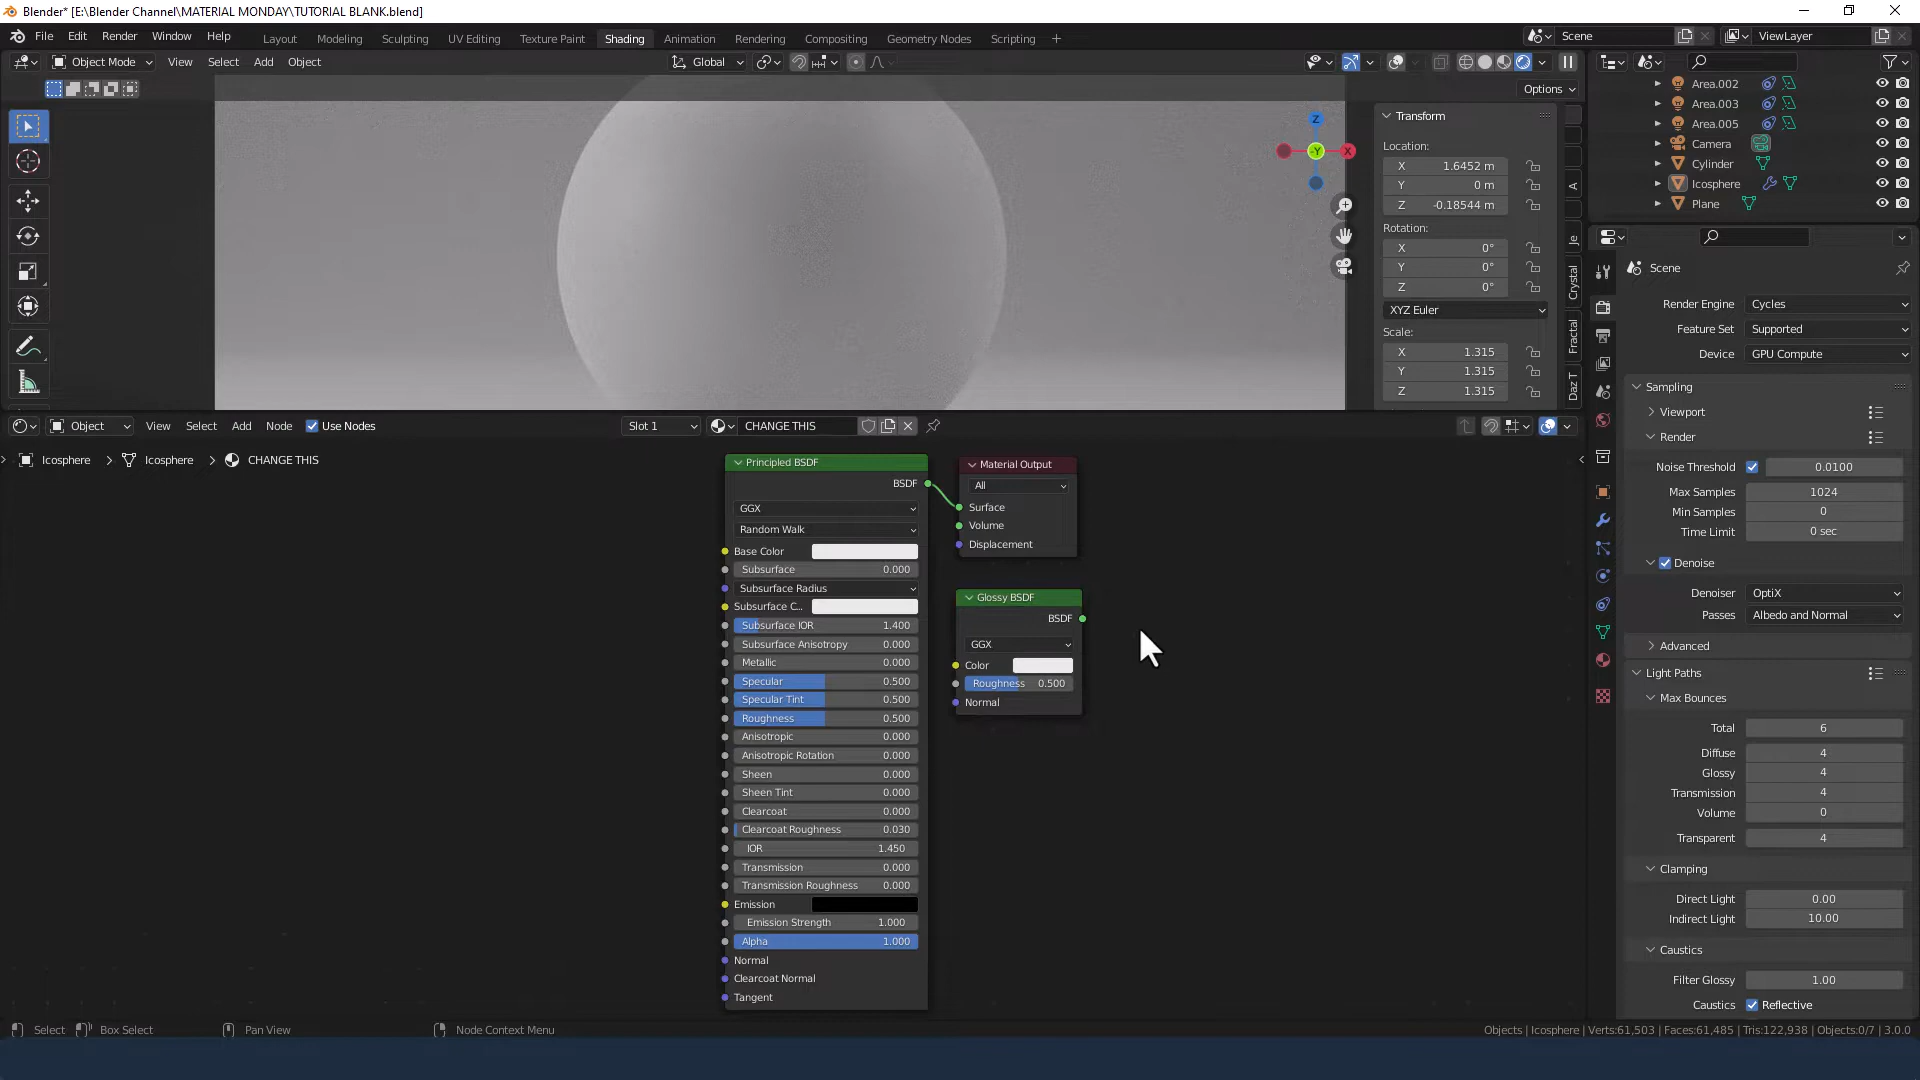 Blender* [E:\Blender Channel\MATERIAL MONDAY\TUTORIAL BLANK.blend]
File Edit Render Window Help Layout Modeling Sculpting UV Editing Texture Paint Shading Animation Rendering Compositing Geometry Nodes Scripting + Scene ViewLayer
Object Mode View Select Add Object Global
Options
Transform
Location:
X 1.6452 m
Y 0 m
Z -0.18544 m
Rotation:
X 0°
Y 0°
Z 0°
XYZ Euler
Scale:
X 1.315
Y 1.315
Z 1.315
Z
-Y
X
A
Je
Crystal
Fractal
Daz T
Area.002
Area.003
Area.005
Camera
Cylinder
Icosphere
Plane
Scene
Render Engine Cycles
Feature Set Supported
Device GPU Compute
Sampling
Viewport
Render
Noise Threshold 0.0100
Max Samples 1024
Min Samples 0
Time Limit 0 sec
Denoise
Denoiser OptiX
Passes Albedo and Normal
Advanced
Light Paths
Max Bounces
Total 6
Diffuse 4
Glossy 4
Transmission 4
Volume 0
Transparent 4
Clamping
Direct Light 0.00
Indirect Light 10.00
Caustics
Filter Glossy 1.00
Caustics Reflective
Object View Select Add Node Use Nodes Slot 1 CHANGE THIS
Icosphere > Icosphere > CHANGE THIS
Principled BSDF
BSDF
GGX
Random Walk
Base Color
Subsurface 0.000
Subsurface Radius
Subsurface C..
Subsurface IOR 1.400
Subsurface Anisotropy 0.000
Metallic 0.000
Specular 0.500
Specular Tint 0.500
Roughness 0.500
Anisotropic 0.000
Anisotropic Rotation 0.000
Sheen 0.000
Sheen Tint 0.000
Clearcoat 0.000
Clearcoat Roughness 0.030
IOR 1.450
Transmission 0.000
Transmission Roughness 0.000
Emission
Emission Strength 1.000
Alpha 1.000
Normal
Clearcoat Normal
Tangent
Material Output
All
Surface
Volume
Displacement
Glossy BSDF
BSDF
GGX
Color
Roughness 0.500
Normal
Select Box Select Pan View Node Context Menu Objects | Icosphere | Verts:61,503 | Faces:61,485 | Tris:122,938 | Objects:0/7 | 3.0.0